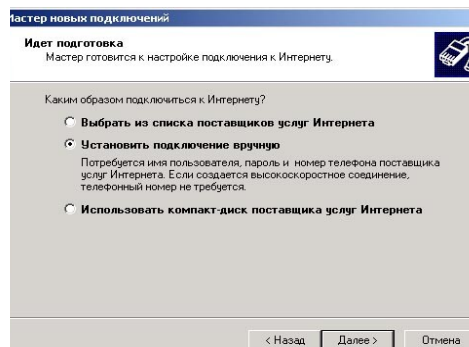 Мастер новых подключений
Идет подготовка
Мастер готовится к настройке подключения к Интернету.
Каким образом подключиться к Интернету?
Выбрать из списка поставщиков услуг Интернета
Установить подключение вручную
Потребуется имя пользователя, пароль и номер телефона поставщика
услуг Интернета. Если создается высокоскоростное соединение,
телефонный номер не требуется.
Использовать компакт-диск поставщика услуг Интернета
< Назад Далее > Отмена